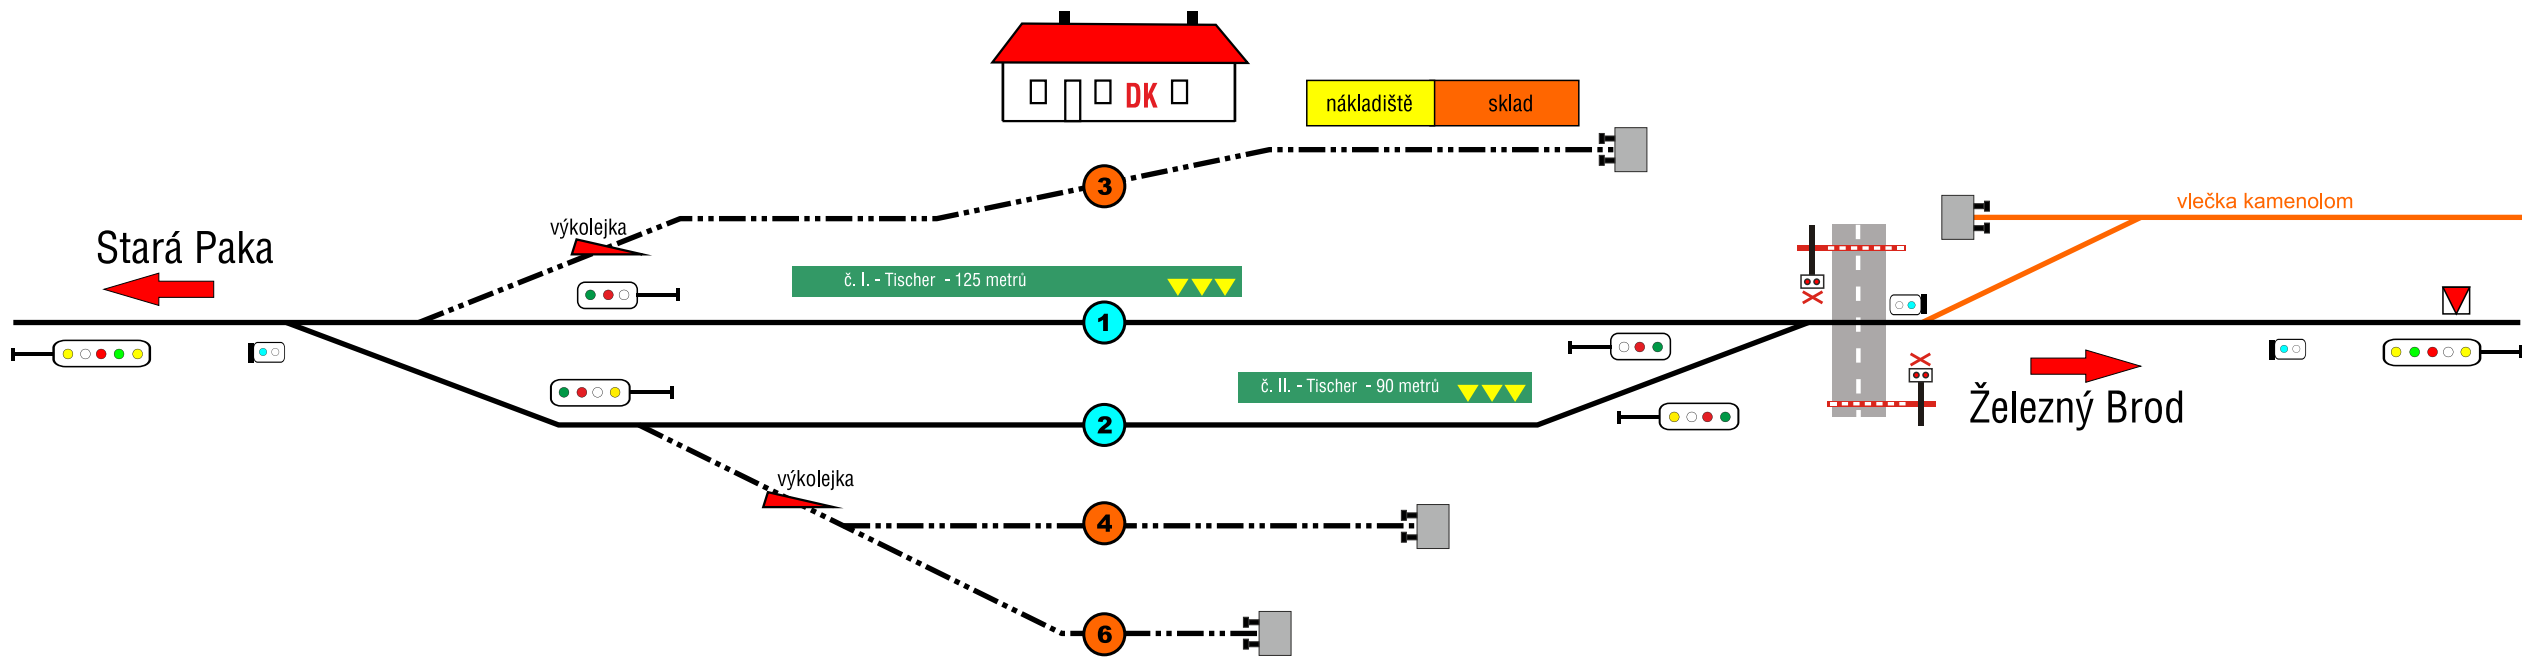 DK
nákladiště
sklad
3
vlečka kamenolom
výkolejka
Stará Paka
č. I. - Tischer - 125 metrů
1
č. II. - Tischer - 90 metrů
Železný Brod
2
výkolejka
4
6